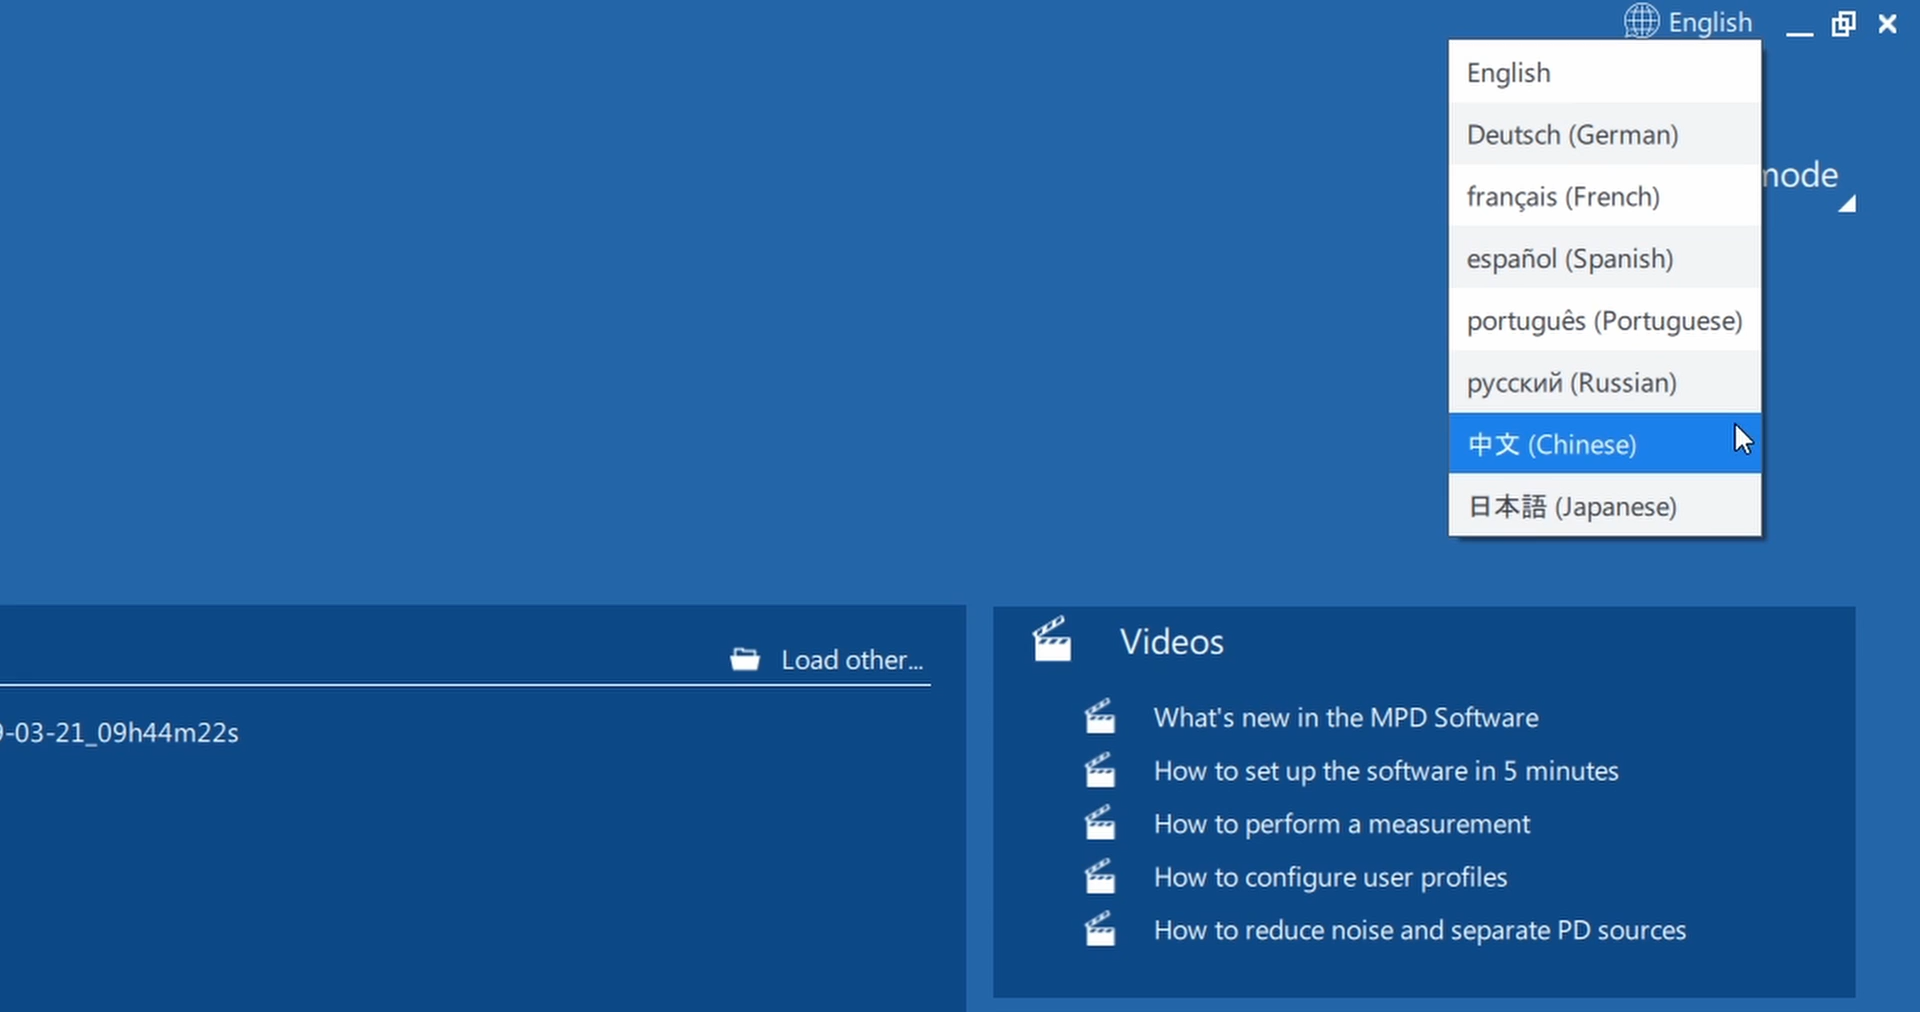 English
English
Deutsch (German)
français (French)
español (Spanish)
português (Portuguese)
русский (Russian)
中文 (Chinese)
日本語 (Japanese)
Load other...
-03-21_09h44m22s
Videos
What's new in the MPD Software
How to set up the software in 5 minutes
How to perform a measurement
How to configure user profiles
How to reduce noise and separate PD sources